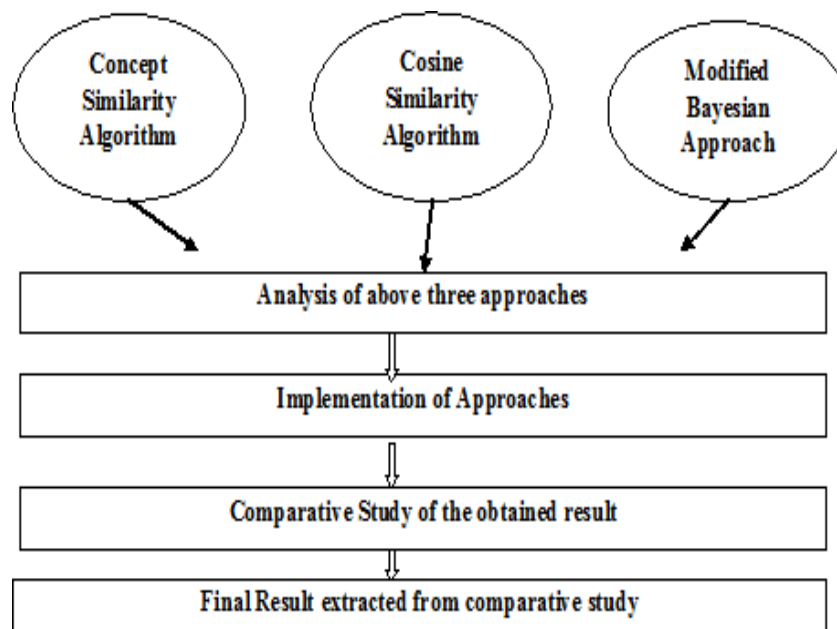 Concept
Similarity
Algorithm
Cosine
Similarity
Algorithm
Modified
Bayesian
Approach
Analysis of above three approaches
Implementation of Approaches
Comparative Study of the obtained result
Final Result extracted from comparative study